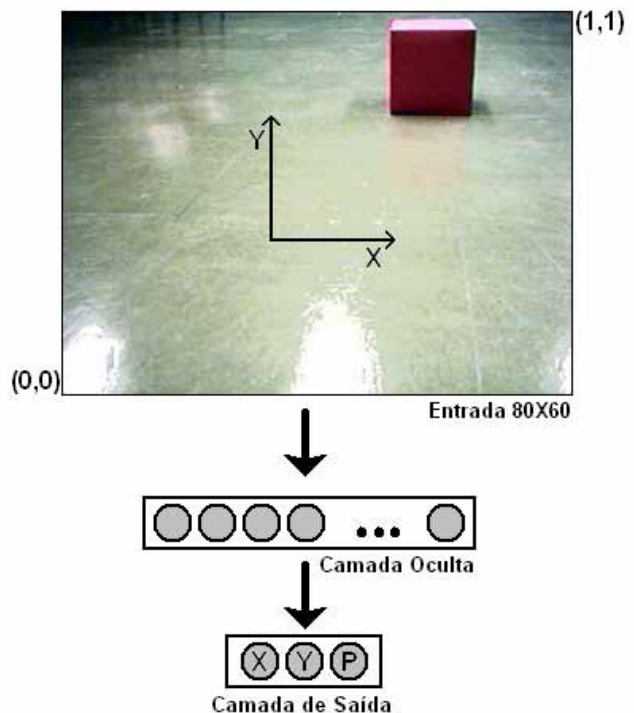 (1,1)
Y
X
(0,0)
Entrada 80X60
...
Camada Oculta
X Y P
Camada de Saída